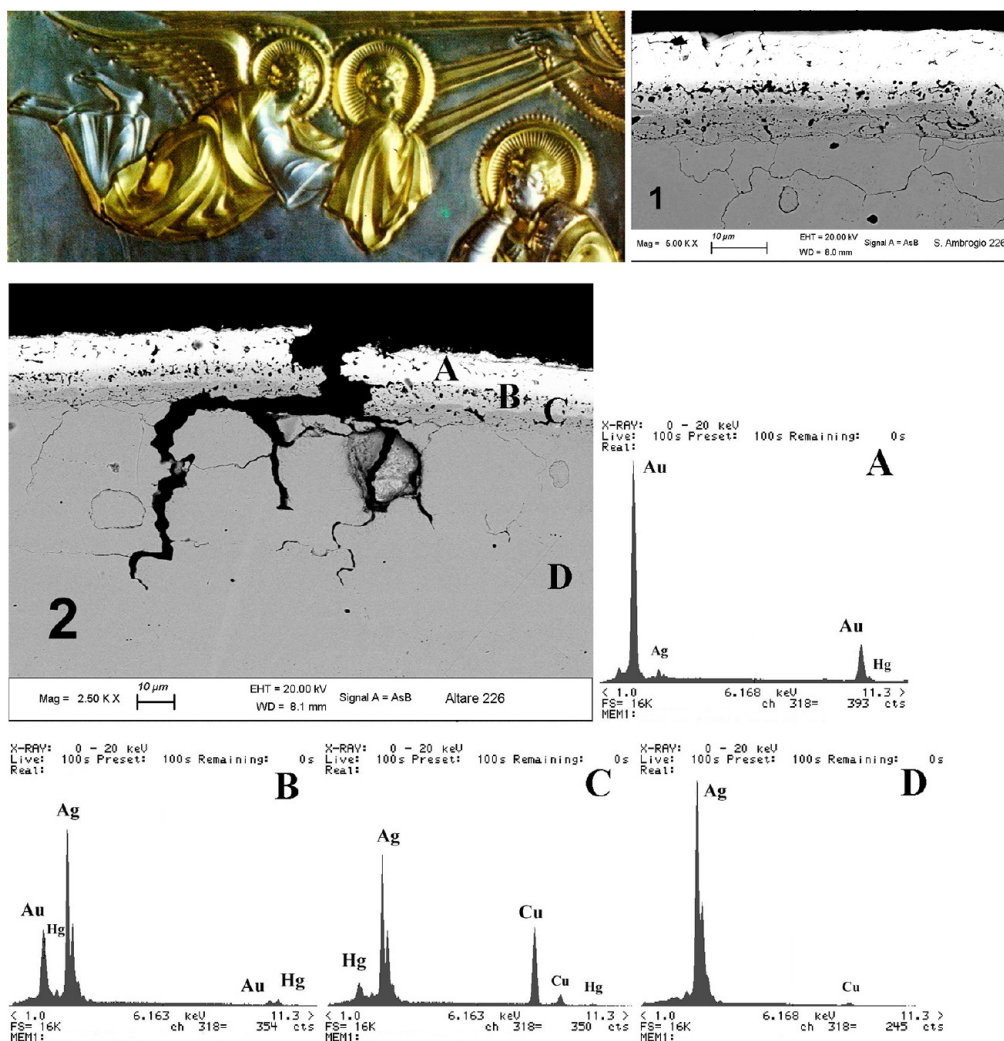 1
Mag = 5.00 K X 10 µm EHT = 20.00 kV Signal A = AsB S. Ambrogio 226
WD = 8.0 mm
A
B
C
D
2
Mag = 2.50 K X 10 µm EHT = 20.00 kV Signal A = AsB Altare 226
WD = 8.1 mm
X-RAY: 0 - 20 keV
Live: 100s Preset: 100s Remaining: 0s
Real:
A
Au
Ag
Au
Hg
< 1.0 6.168 keV 11.3 >
FS= 16K ch 318= 393 cts
MEM1:
X-RAY: 0 - 20 keV
Live: 100s Preset: 100s Remaining: 0s
Real:
B
Ag
Au
Hg
Au
Hg
< 1.0 6.163 keV 11.3 >
FS= 16K ch 318= 354 cts
MEM1:
X-RAY: 0 - 20 keV
Live: 100s Preset: 100s Remaining: 0s
Real:
C
Ag
Cu
Hg
Cu
Hg
< 1.0 6.163 keV 11.3 >
FS= 16K ch 318= 350 cts
MEM1:
X-RAY: 0 - 20 keV
Live: 100s Preset: 100s Remaining: 0s
Real:
D
Ag
Cu
< 1.0 6.168 keV 11.3 >
FS= 16K ch 318= 245 cts
MEM1: